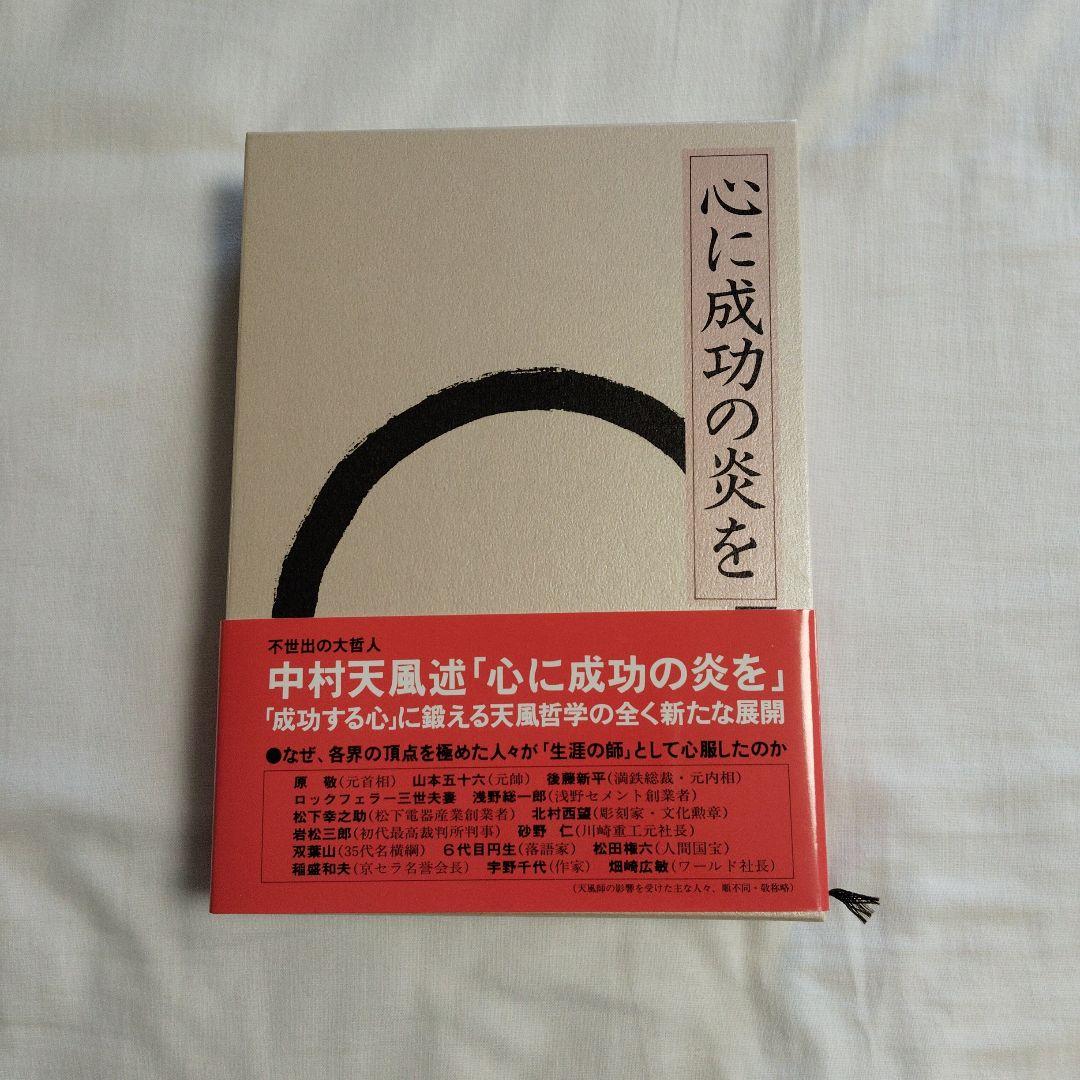 心に成功の炎を
不世出の大哲人
中村天風述「心に成功の炎を」
「成功する心」に鍛える天風哲学の全く新たな展開
●なぜ、各界の頂点を極めた人々が「生涯の師」として心服したのか
原 敬(元首相) 山本五十六(元帥) 後藤新平(満鉄総裁・元内相)
ロックフェラー三世夫妻 浅野総一郎(浅野セメント創業者)
松下幸之助(松下電器産業創業者) 北村西望(彫刻家・文化勲章)
岩松三郎(初代最高裁判所判事) 砂野 仁(川崎重工元社長)
双葉山(35代名横綱) 6代目円生(落語家) 松田権六(人間国宝)
稲盛和夫(京セラ名誉会長) 宇野千代(作家) 畑崎広敏(ワールド社長)
(天風師の影響を受けた主な人々、順不同・敬称略)